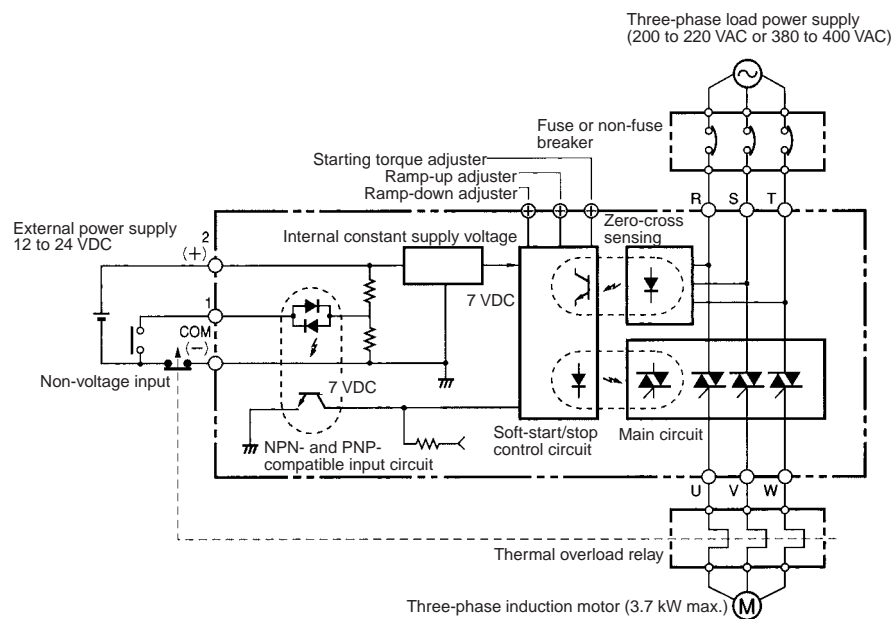 Three-phase load power supply
(200 to 220 VAC or 380 to 400 VAC)
Fuse or non-fuse
breaker
Starting torque adjuster
Ramp-up adjuster
Ramp-down adjuster
R S T
External power supply
12 to 24 VDC
2
(+)
Internal constant supply voltage
Zero-cross
sensing
7 VDC
1
COM
(−)
Non-voltage input
7 VDC
NPN- and PNP-
compatible input circuit
Soft-start/stop
control circuit
Main circuit
U V W
Thermal overload relay
Three-phase induction motor (3.7 kW max.)
M